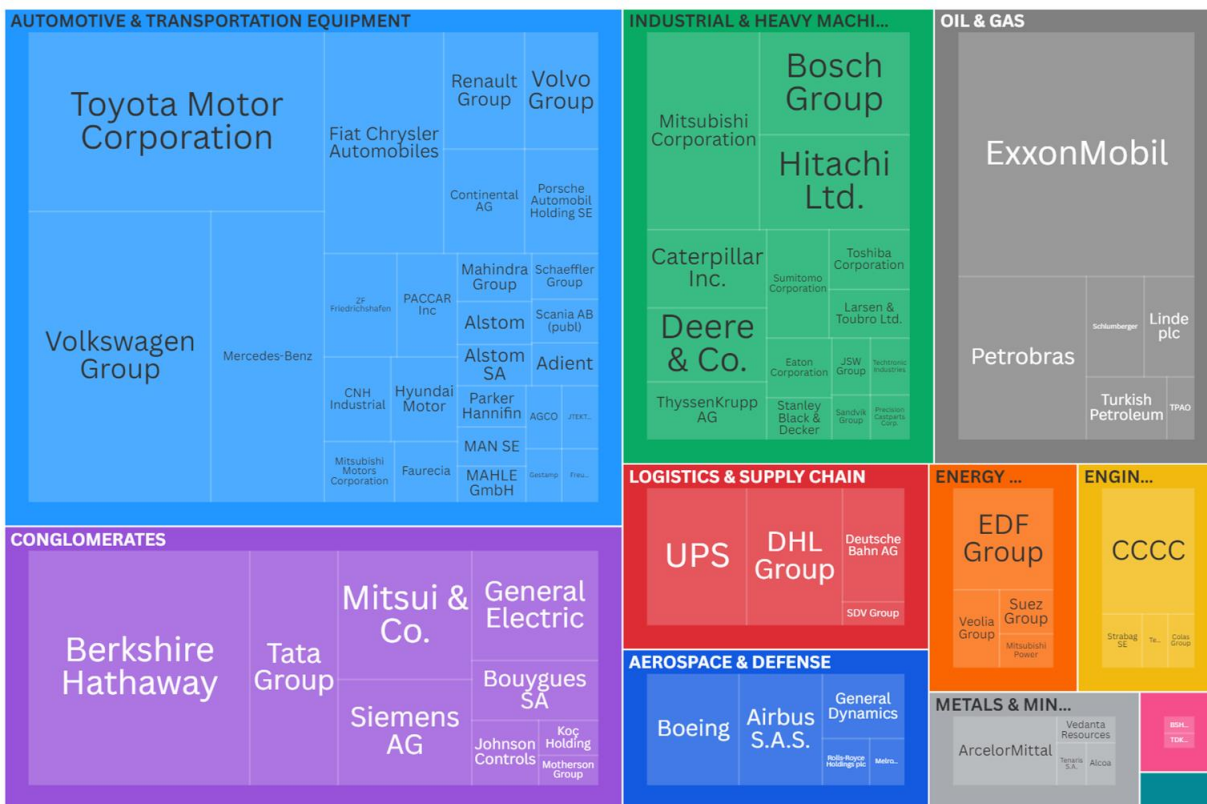 AUTOMOTIVE & TRANSPORTATION EQUIPMENT
Toyota Motor
Corporation
Volkswagen
Group
Mercedes-Benz
Fiat Chrysler
Automobiles
Renault
Group
Volvo
Group
Continental
AG
Porsche
Automobil
Holding SE
ZF
Friedrichshafen
PACCAR
Inc
CNH
Industrial
Hyundai
Motor
Mitsubishi
Motors
Corporation
Faurecia
Mahindra
Group
Schaeffler
Group
Alstom
Scania AB
(publ)
Alstom
SA
Adient
Parker
Hannifin
AGCO
JTEKT...
MAN SE
MAHLE
GmbH
Gestamp
Freu...
INDUSTRIAL & HEAVY MACHI...
Mitsubishi
Corporation
Bosch
Group
Hitachi
Ltd.
Caterpillar
Inc.
Deere
& Co.
ThyssenKrupp
AG
Sumitomo
Corporation
Toshiba
Corporation
Larsen &
Toubro Ltd.
Eaton
Corporation
JSW
Group
Techtronic
Industries
Stanley
Black &
Decker
Sandvik
Group
Precision
Castparts
Corp.
OIL & GAS
ExxonMobil
Petrobras
Schlumberger
Linde
plc
Turkish
Petroleum
TPAO
CONGLOMERATES
Berkshire
Hathaway
Tata
Group
Mitsui &
Co.
Siemens
AG
General
Electric
Bouygues
SA
Johnson
Controls
Koç
Holding
Motherson
Group
LOGISTICS & SUPPLY CHAIN
UPS
DHL
Group
Deutsche
Bahn AG
SDV Group
AEROSPACE & DEFENSE
Boeing
Airbus
S.A.S.
General
Dynamics
Rolls-Royce
Holdings plc
Melro...
ENERGY ...
EDF
Group
Veolia
Group
Suez
Group
Mitsubishi
Power
ENGIN...
CCCC
Strabag
SE
Te...
Colas
Group
METALS & MIN...
ArcelorMittal
Vedanta
Resources
Tenaris
S.A.
Alcoa
BSH...
TDK...